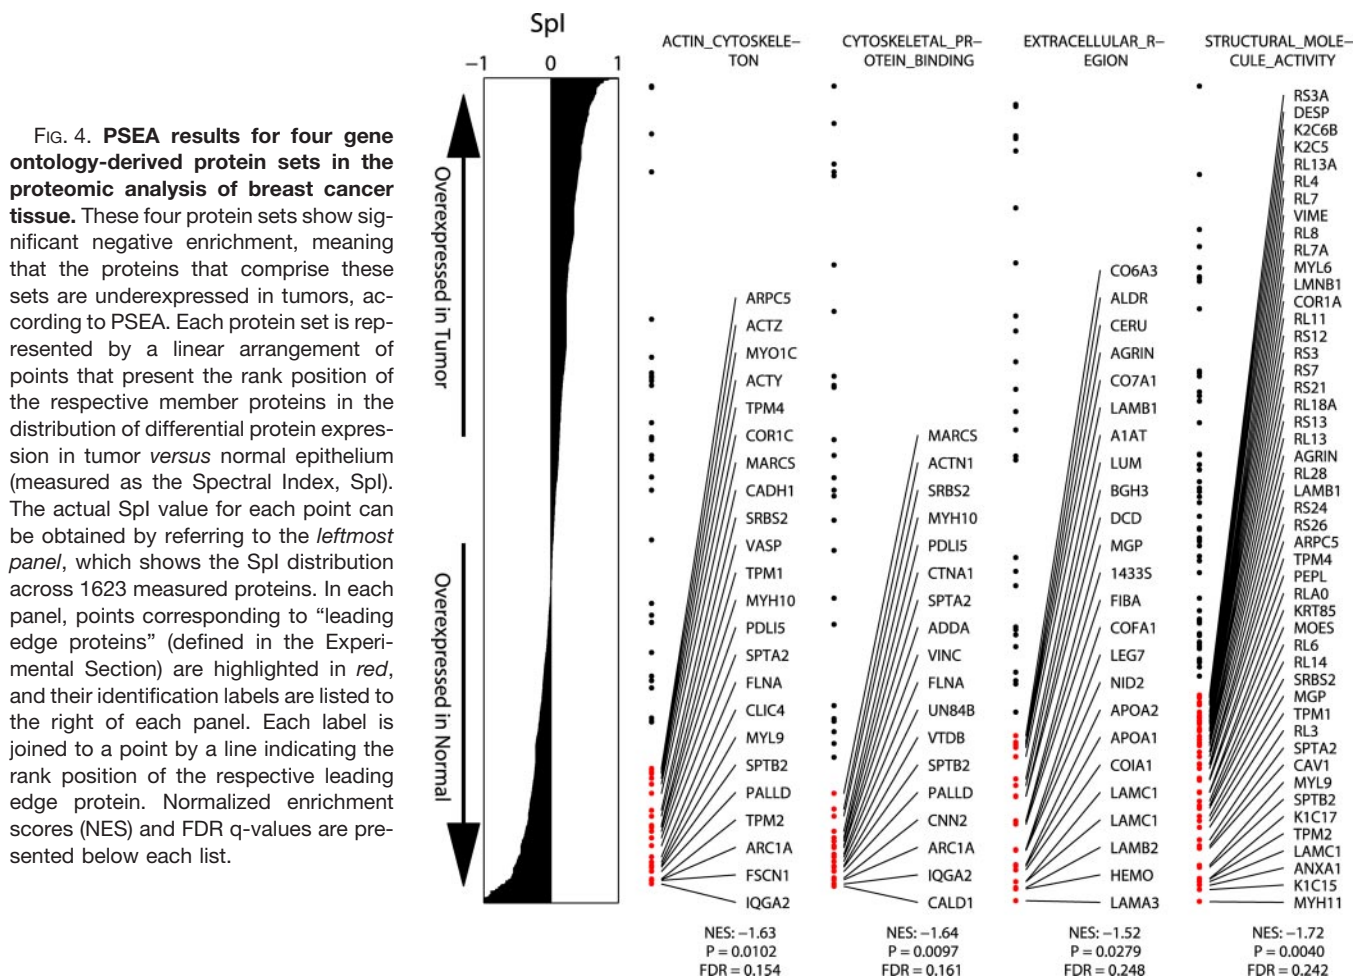 FIG. 4. PSEA results for four gene
ontology-derived protein sets in the
proteomic analysis of breast cancer
tissue. These four protein sets show sig-
nificant negative enrichment, meaning
that the proteins that comprise these
sets are underexpressed in tumors, ac-
cording to PSEA. Each protein set is rep-
resented by a linear arrangement of
points that present the rank position of
the respective member proteins in the
distribution of differential protein expres-
sion in tumor versus normal epithelium
(measured as the Spectral Index, SpI).
The actual SpI value for each point can
be obtained by referring to the leftmost
panel, which shows the SpI distribution
across 1623 measured proteins. In each
panel, points corresponding to “leading
edge proteins” (defined in the Experi-
mental Section) are highlighted in red,
and their identification labels are listed to
the right of each panel. Each label is
joined to a point by a line indicating the
rank position of the respective leading
edge protein. Normalized enrichment
scores (NES) and FDR q-values are pre-
sented below each list.
SpI
−1 0 1
Overexpressed in Tumor
Overexpressed in Normal
ACTIN_CYTOSKELE−
TON
ARPC5
ACTZ
MYO1C
ACTY
TPM4
COR1C
MARCS
CADH1
SRBS2
VASP
TPM1
MYH10
PDLI5
SPTA2
FLNA
CLIC4
MYL9
SPTB2
PALLD
TPM2
ARC1A
FSCN1
IQGA2
NES: −1.63
P = 0.0102
FDR = 0.154
CYTOSKELETAL_PR−
OTEIN_BINDING
MARCS
ACTN1
SRBS2
MYH10
PDLI5
CTNA1
SPTA2
ADDA
VINC
FLNA
UN84B
VTDB
SPTB2
PALLD
CNN2
ARC1A
IQGA2
CALD1
NES: −1.64
P = 0.0097
FDR = 0.161
EXTRACELLULAR_R−
EGION
CO6A3
ALDR
CERU
AGRIN
CO7A1
LAMB1
A1AT
LUM
BGH3
DCD
MGP
1433S
FIBA
COFA1
LEG7
NID2
APOA2
APOA1
COIA1
LAMC1
LAMC1
LAMB2
HEMO
LAMA3
NES: −1.52
P = 0.0279
FDR = 0.248
STRUCTURAL_MOLE−
CULE_ACTIVITY
RS3A
DESP
K2C6B
K2C5
RL13A
RL4
RL7
VIME
RL8
RL7A
MYL6
LMNB1
COR1A
RL11
RS12
RS3
RS7
RS21
RL18A
RS13
RL13
AGRIN
RL28
LAMB1
RS24
RS26
ARPC5
TPM4
PEPL
RLA0
KRT85
MOES
RL6
RL14
SRBS2
MGP
TPM1
RL3
SPTA2
CAV1
MYL9
SPTB2
K1C17
TPM2
LAMC1
ANXA1
K1C15
MYH11
NES: −1.72
P = 0.0040
FDR = 0.242